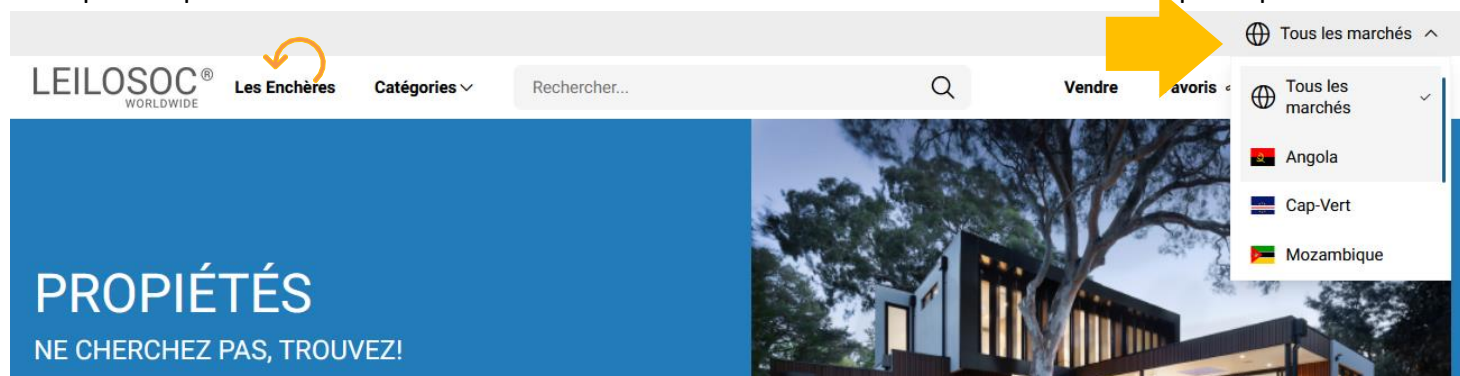 Tous les marchés
LEILOSOC®
WORLDWIDE
Les Enchères
Catégories
Rechercher...
Vendre
Tous les
marchés
Angola
Cap-Vert
Mozambique
PROPIÉTÉS
NE CHERCHEZ PAS, TROUVEZ!